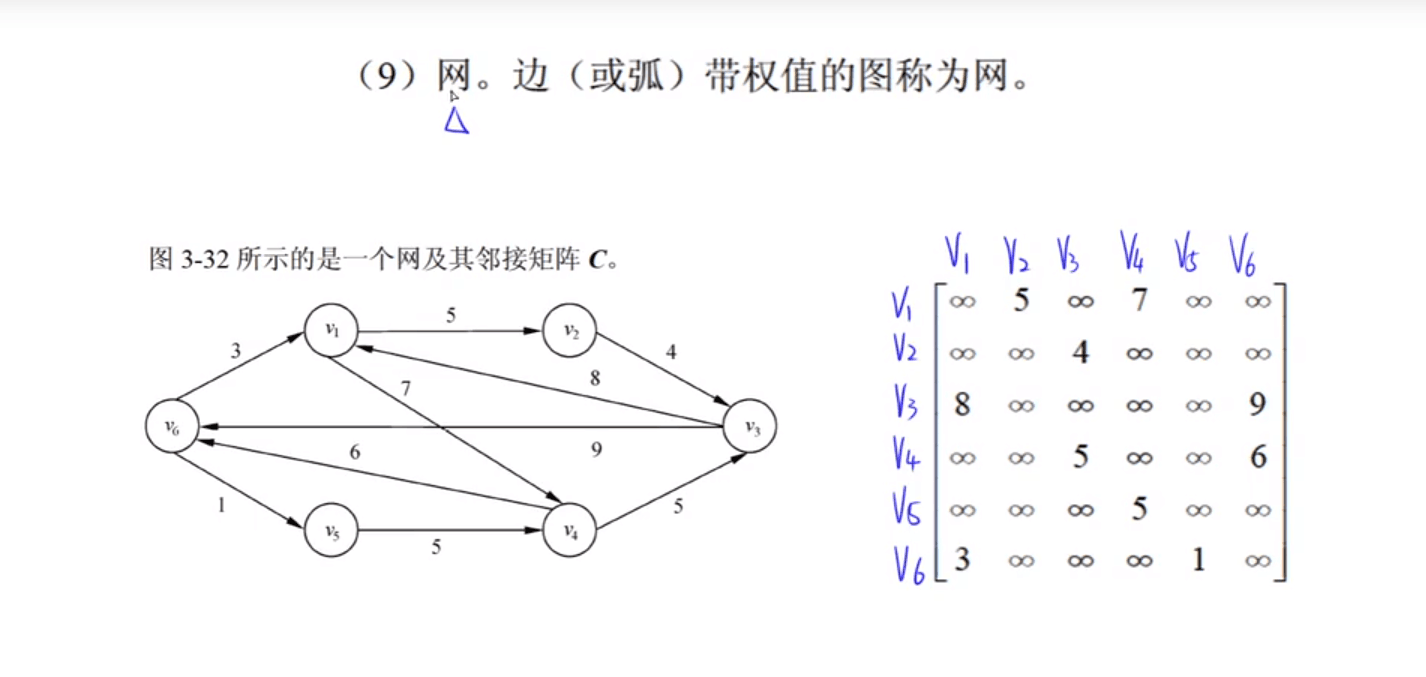 （9）网。边（或弧）带权值的图称为网。
图 3-32 所示的是一个网及其邻接矩阵 C。
v1 5 v2
3 4
8
7
v6 v3
6 9
1 5
v5 5 v4
V1 V2 V3 V4 V5 V6
V1 ∞ 5 ∞ 7 ∞ ∞
V2 ∞ ∞ 4 ∞ ∞ ∞
V3 8 ∞ ∞ ∞ ∞ 9
V4 ∞ ∞ 5 ∞ ∞ 6
V5 ∞ ∞ ∞ 5 ∞ ∞
V6 3 ∞ ∞ ∞ 1 ∞